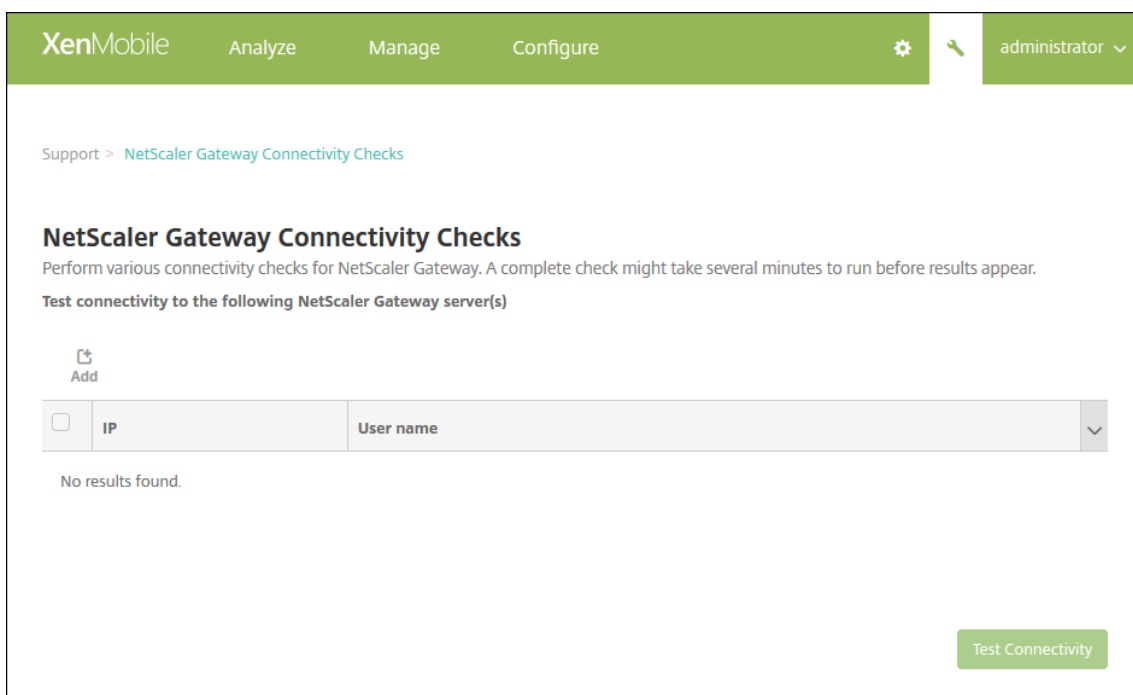 XenMobile Analyze Manage Configure administrator
Support > NetScaler Gateway Connectivity Checks
NetScaler Gateway Connectivity Checks
Perform various connectivity checks for NetScaler Gateway. A complete check might take several minutes to run before results appear.
Test connectivity to the following NetScaler Gateway server(s)
Add
IP User name
No results found.
Test Connectivity